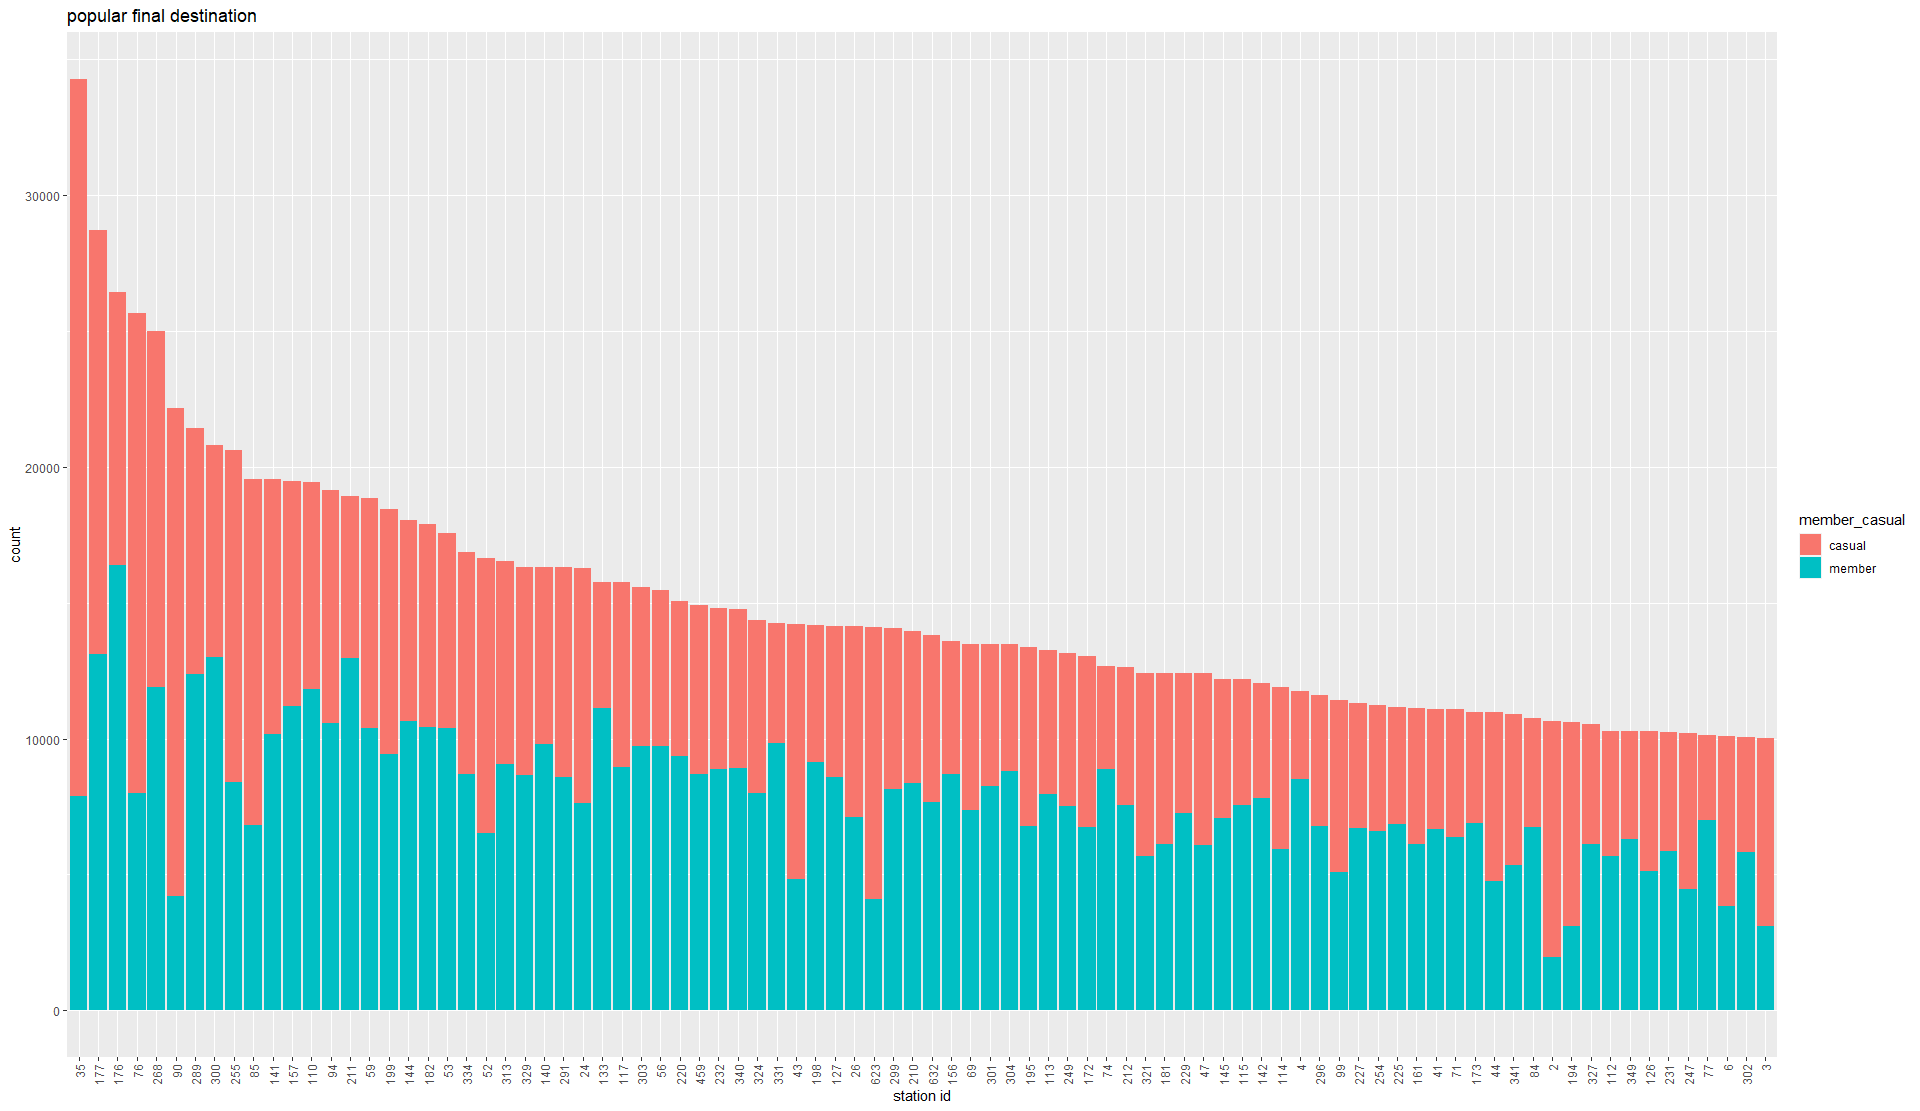 popular final destination
count
30000
20000
10000
0
35 177 176 76 268 90 289 300 255 85 141 157 110 94 211 59 199 144 182 53 334 52 313 329 140 291 24 133 117 303 56 220 459 232 340 324 331 43 198 127 26 623 299 210 632 156 69 301 304 195 113 249 172 74 212 321 181 229 47 145 115 142 114 4 296 99 227 254 225 161 41 71 173 44 341 84 2 194 327 112 349 126 231 247 77 6 302 3
station id
member_casual
casual
member